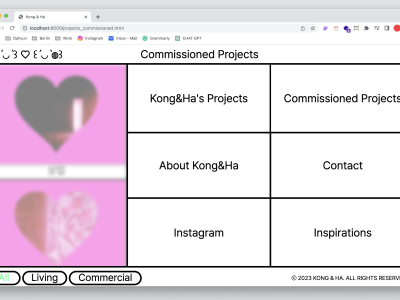 Kong & Ha
localhost:8000/projects_commissioned.html
Berlin
Work
Instagram
Inbox - Mail
Grammarly
CHAT GPT
Commissioned Projects
Kong&Ha's Projects
Commissioned Projects
About Kong&Ha
Contact
Instagram
Inspirations
All
Living
Commercial
© 2023 KONG & HA. ALL RIGHTS RESERV